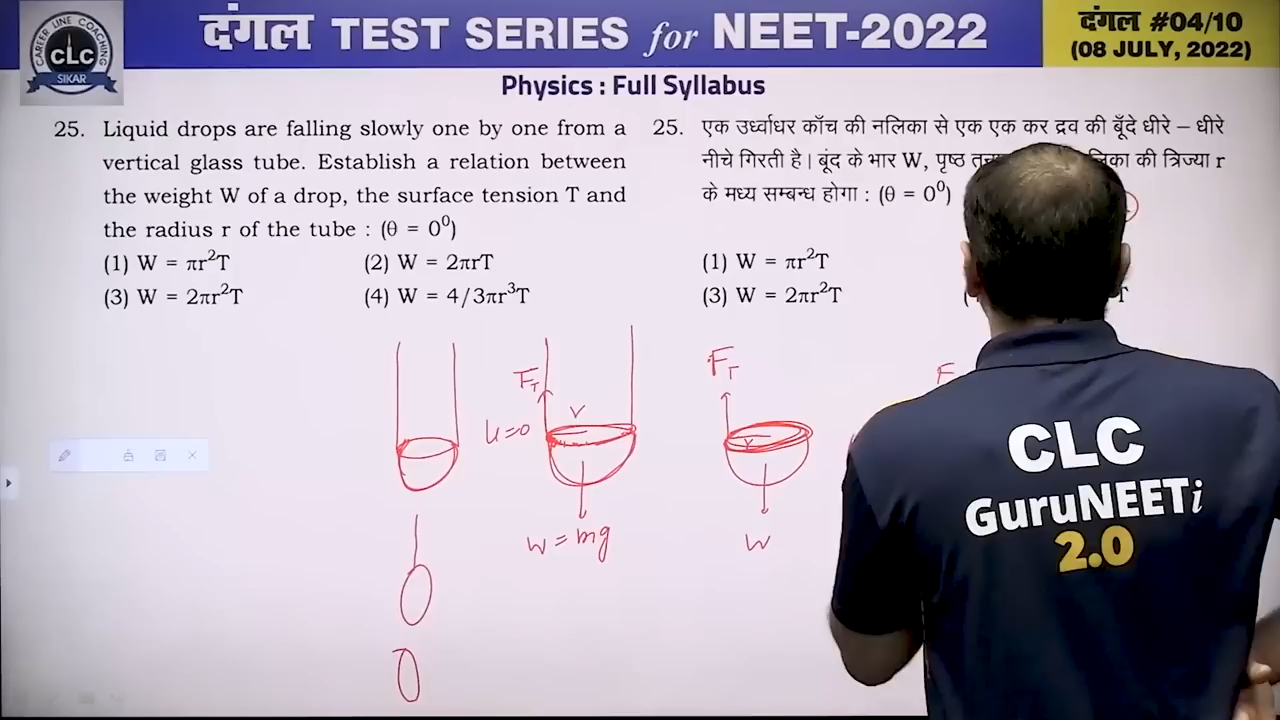 CAREER LINE COACHING
CLC
SIKAR
दंगल TEST SERIES for NEET-2022
दंगल #04/10
(08 JULY, 2022)
Physics : Full Syllabus
25. Liquid drops are falling slowly one by one from a
vertical glass tube. Establish a relation between
the weight W of a drop, the surface tension T and
the radius r of the tube : (θ = 0⁰)
(1) W = πr²T (2) W = 2πrT
(3) W = 2πr²T (4) W = 4/3πr³T
25. एक उर्ध्वाधर काँच की नलिका से एक एक कर द्रव की बूँदे धीरे – धीरे
नीचे गिरती है। बूंद के भार W, पृष्ठ की त्रिज्या r
के मध्य सम्बन्ध होगा : (θ = 0⁰)
(1) W = πr²T
(3) W = 2πr²T
T
F_T
u=0
r
W = mg
F_T
r
W
F
CLC
GuruNEETi
2.0